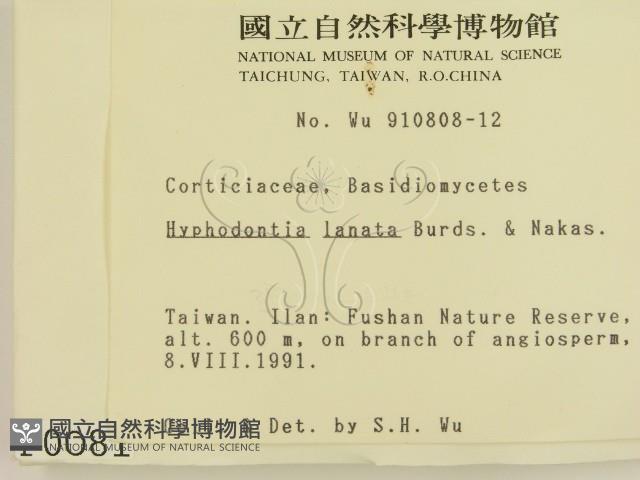 國立自然科學博物館
NATIONAL MUSEUM OF NATURAL SCIENCE
TAICHUNG, TAIWAN, R.O.CHINA
No. Wu 910808-12
Corticiaceae, Basidiomycetes
Hyphodontia lanata Burds. & Nakas.
Taiwan. Ilan: Fushan Nature Reserve,
alt. 600 m, on branch of angiosperm,
8.VIII.1991.
& Det. by S.H. Wu
國立自然科學博物館
NATIONAL MUSEUM OF NATURAL SCIENCE